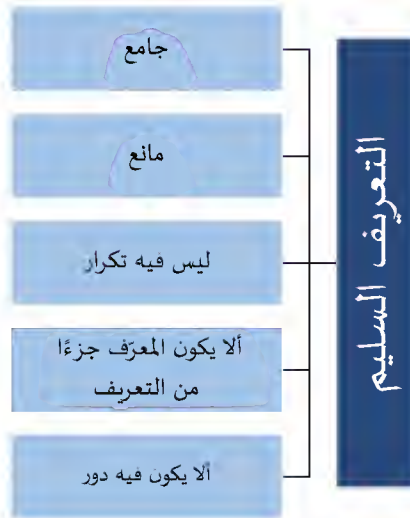 التعريف السليم
جامع
مانع
ليس فيه تكرار
ألا يكون المعرّف جزءًا
من التعريف
ألا يكون فيه دور